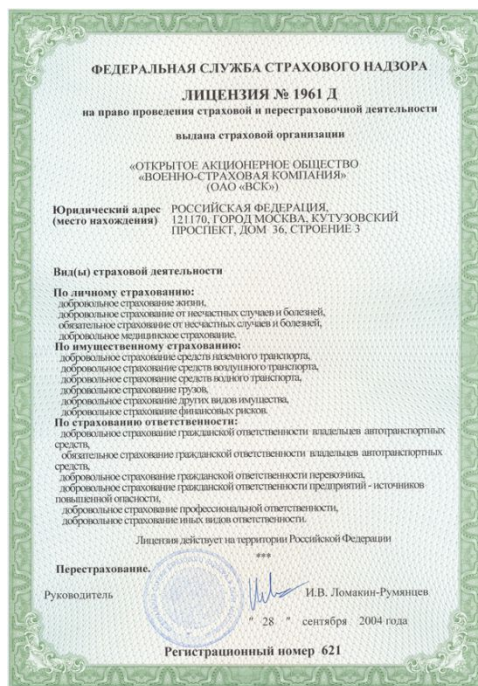 ФЕДЕРАЛЬНАЯ СЛУЖБА СТРАХОВОГО НАДЗОРА
ЛИЦЕНЗИЯ № 1961 Д
на право проведения страховой и перестраховочной деятельности
выдана страховой организации
«ОТКРЫТОЕ АКЦИОНЕРНОЕ ОБЩЕСТВО
«ВОЕННО-СТРАХОВАЯ КОМПАНИЯ»
(ОАО «ВСК»)
Юридический адрес РОССИЙСКАЯ ФЕДЕРАЦИЯ,
(место нахождения) 121170, ГОРОД МОСКВА, КУТУЗОВСКИЙ
ПРОСПЕКТ, ДОМ 36, СТРОЕНИЕ 3
Вид(ы) страховой деятельности
По личному страхованию:
добровольное страхование жизни,
добровольное страхование от несчастных случаев и болезней,
обязательное страхование от несчастных случаев и болезней,
добровольное медицинское страхование.
По имущественному страхованию:
добровольное страхование средств наземного транспорта,
добровольное страхование средств воздушного транспорта,
добровольное страхование средств водного транспорта,
добровольное страхование грузов,
добровольное страхование других видов имущества,
добровольное страхование финансовых рисков.
По страхованию ответственности:
добровольное страхование гражданской ответственности владельцев автотранспортных
средств,
обязательное страхование гражданской ответственности владельцев автотранспортных
средств,
добровольное страхование гражданской ответственности перевозчика,
добровольное страхование гражданской ответственности предприятий - источников
повышенной опасности,
добровольное страхование профессиональной ответственности,
добровольное страхование иных видов ответственности.
Лицензия действует на территории Российской Федерации
***
Перестрахование.
Руководитель И.В. Ломакин-Румянцев
" 28 " сентября 2004 года
Регистрационный номер 621